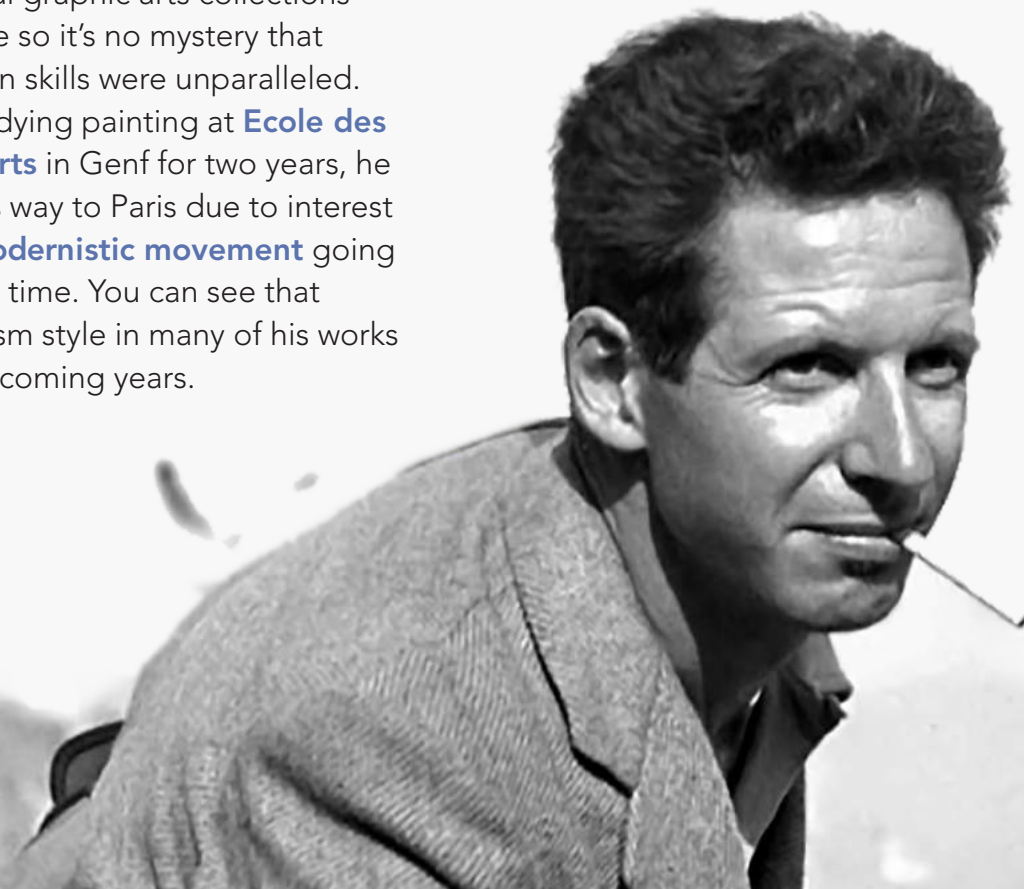 graphic arts collections
so it’s no mystery that
skills were unparalleled.
painting at Ecole des
in Genf for two years, he
way to Paris due to interest
movement going
time. You can see that
style in many of his works
coming years.